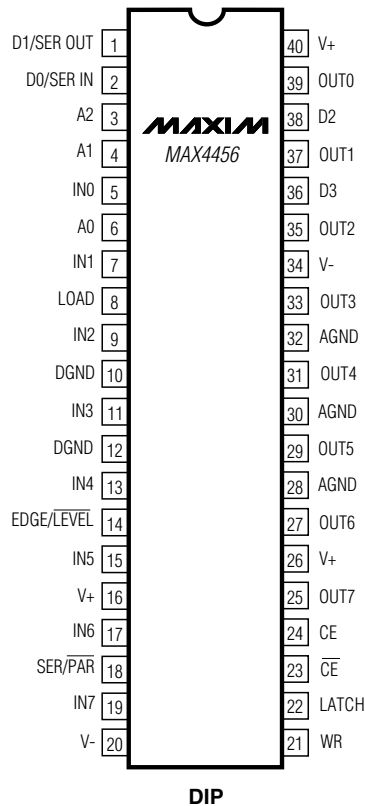 D1/SER OUT 1 40 V+
D0/SER IN 2 39 OUT0
A2 3 38 D2
A1 4 37 OUT1
IN0 5 36 D3
A0 6 35 OUT2
IN1 7 34 V-
LOAD 8 33 OUT3
IN2 9 32 AGND
DGND 10 31 OUT4
IN3 11 30 AGND
DGND 12 29 OUT5
IN4 13 28 AGND
EDGE/L̅E̅V̅E̅L̅ 14 27 OUT6
IN5 15 26 V+
V+ 16 25 OUT7
IN6 17 24 CE
SER/P̅A̅R̅ 18 23 C̅E̅
IN7 19 22 LATCH
V- 20 21 WR
MAXIM
MAX4456
DIP